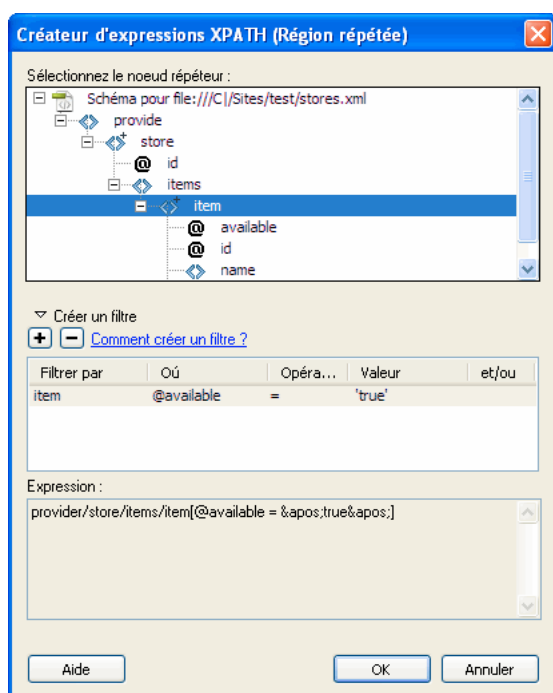 Créateur d'expressions XPATH (Région répétée)
Sélectionnez le noeud répéteur :
Schéma pour file:///C|/Sites/test/stores.xml
provide
store
@ id
items
item
@ available
@ id
name
Créer un filtre
Comment créer un filtre ?
Filtrer par Oú Opéra... Valeur et/ou
item @available = 'true'
Expression :
provider/store/items/item[@available = &apos;true&apos;]
Aide OK Annuler